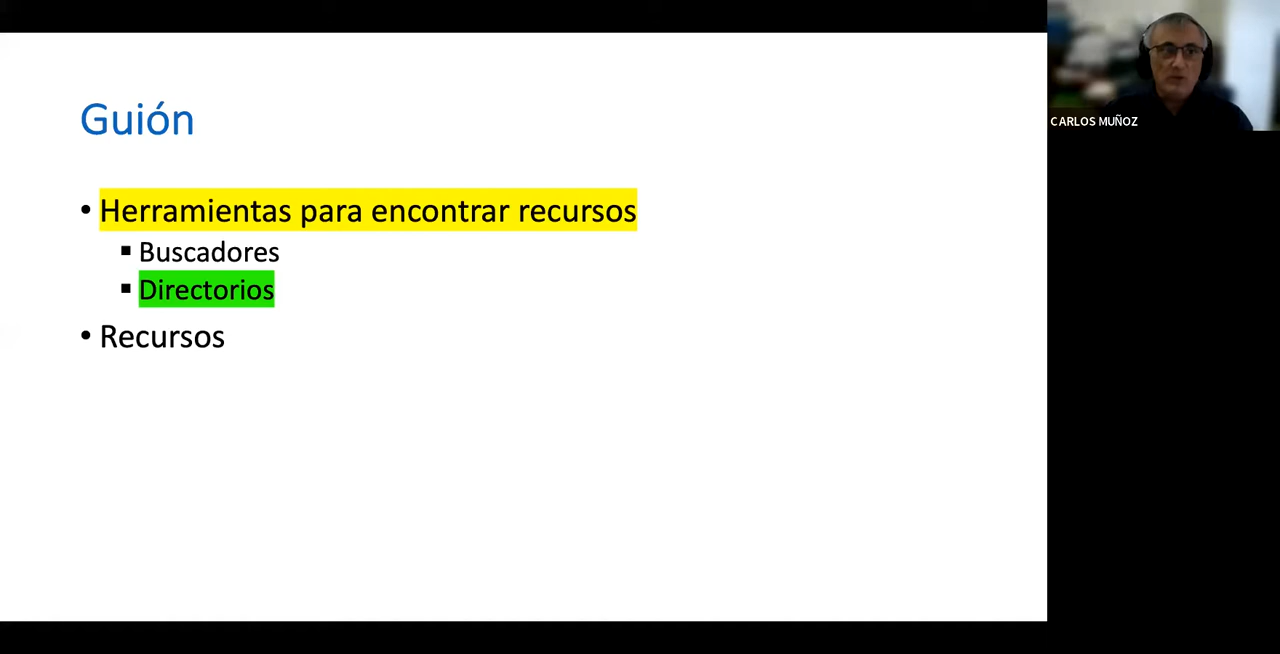 Guión
• Herramientas para encontrar recursos
▪ Buscadores
▪ Directorios
• Recursos
CARLOS MUÑOZ